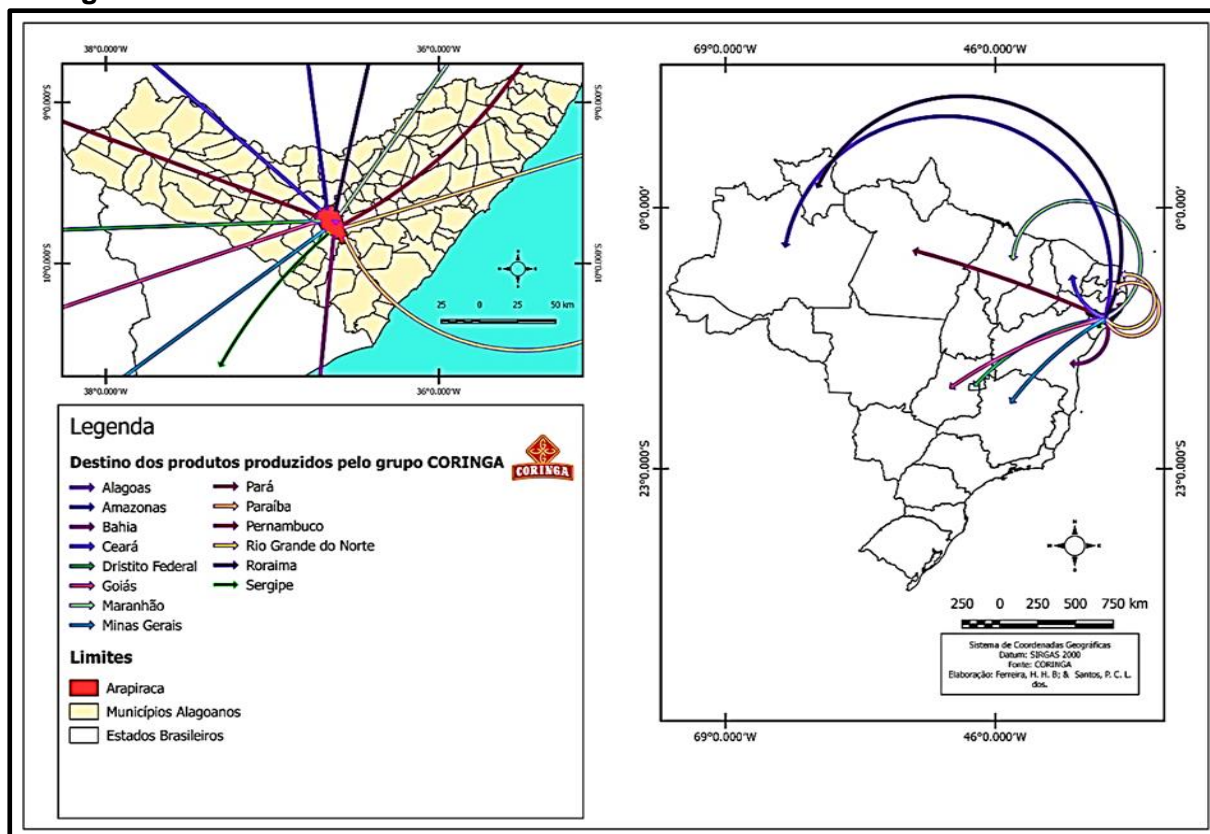 38°0.000'W
36°0.000'W
9°0.000'S
9°0.000'S
10°0.000'S
10°0.000'S
25 0 25 50 km
38°0.000'W
36°0.000'W
Legenda
Destino dos produtos produzidos pelo grupo CORINGA
CORINGA
Alagoas
Amazonas
Bahia
Ceará
Dristito Federal
Goiás
Maranhão
Minas Gerais
Pará
Paraíba
Pernambuco
Rio Grande do Norte
Roraima
Sergipe
Limites
Arapiraca
Municípios Alagoanos
Estados Brasileiros
69°0.000'W
46°0.000'W
0°0.000'
0°0.000'
23°0.000'S
23°0.000'S
250 0 250 500 750 km
Sistema de Coordenadas Geográficas
Datum: SIRGAS 2000
Fonte: CORINGA
Elaboração: Ferreira, H. H. B; & Santos, P. C. L.
dos.
69°0.000'W
46°0.000'W